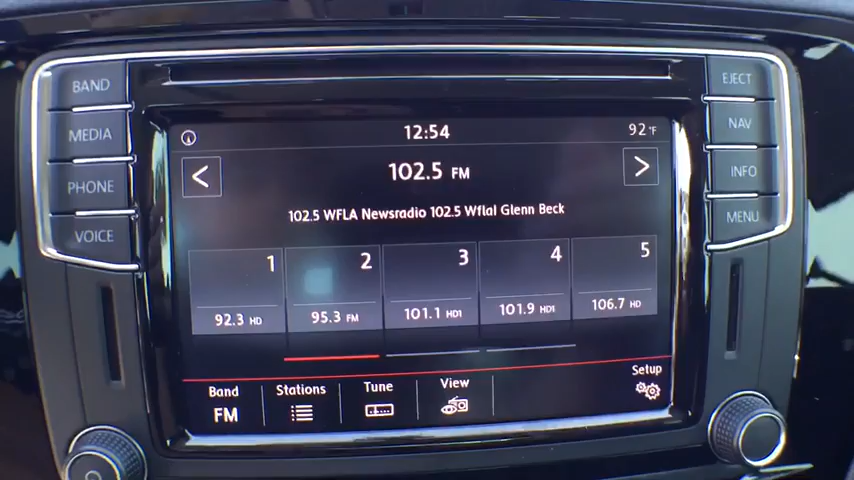 BAND
MEDIA
PHONE
VOICE
EJECT
NAV
INFO
MENU
12:54
92°F
<
102.5 FM
>
102.5 WFLA Newsradio 102.5 Wflal Glenn Beck
1
2
3
4
5
92.3 HD
95.3 FM
101.1 HD1
101.9 HD1
106.7 HD
Band
Stations
Tune
View
Setup
FM